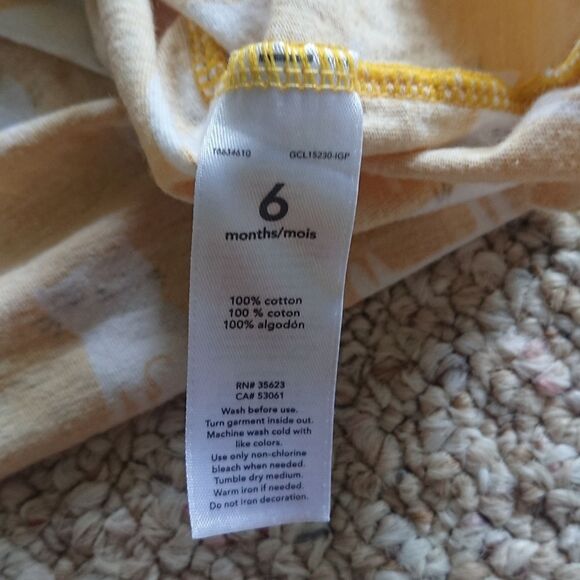 GCL15230-IGP
6
months/mois
100% cotton
100 % coton
100% algodón
RN# 35623
CA# 53061
Wash before use.
Turn garment inside out.
Machine wash cold with
like colors.
Use only non-chlorine
bleach when needed.
Tumble dry medium.
Warm iron if needed.
Do not iron decoration.